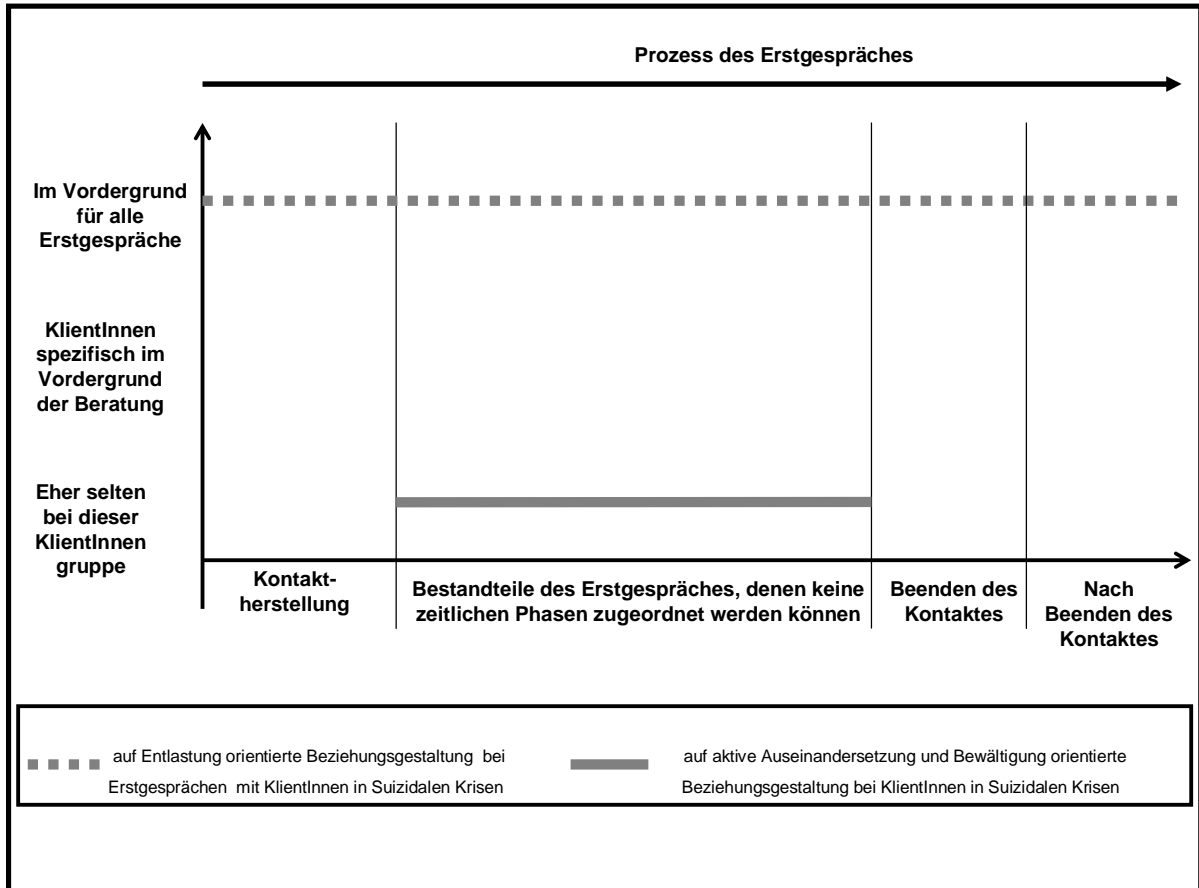 Prozess des Erstgespräches
Im Vordergrund
für alle
Erstgespräche
KlientInnen
spezifisch im
Vordergrund
der Beratung
Eher selten
bei dieser
KlientInnen
gruppe
Kontakt-
herstellung
Bestandteile des Erstgespräches, denen keine
zeitlichen Phasen zugeordnet werden können
Beenden des
Kontaktes
Nach
Beenden des
Kontaktes
auf Entlastung orientierte Beziehungsgestaltung bei
Erstgesprächen mit KlientInnen in Suizidalen Krisen
auf aktive Auseinandersetzung und Bewältigung orientierte
Beziehungsgestaltung bei KlientInnen in Suizidalen Krisen